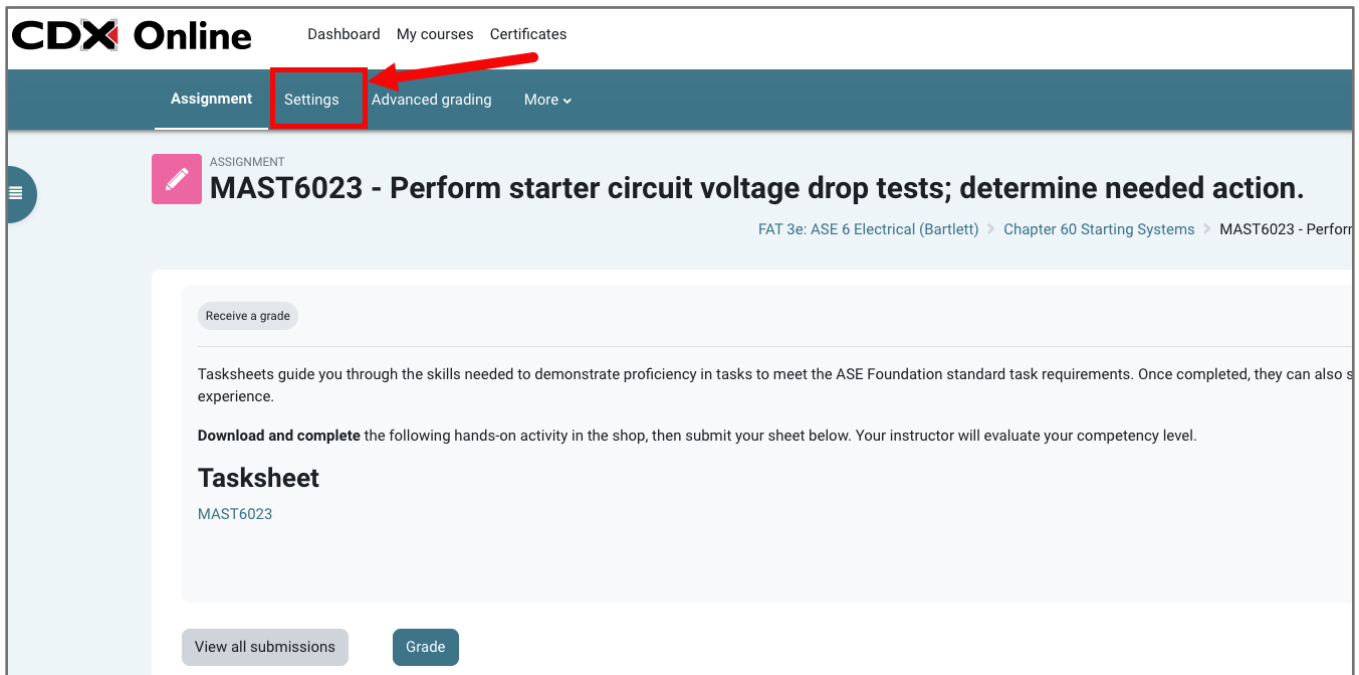 CDX Online
Dashboard My courses Certificates
Assignment Settings Advanced grading More
ASSIGNMENT
MAST6023 - Perform starter circuit voltage drop tests; determine needed action.
FAT 3e: ASE 6 Electrical (Bartlett) > Chapter 60 Starting Systems > MAST6023 - Perfor
Receive a grade
Tasksheets guide you through the skills needed to demonstrate proficiency in tasks to meet the ASE Foundation standard task requirements. Once completed, they can also s
experience.
Download and complete the following hands-on activity in the shop, then submit your sheet below. Your instructor will evaluate your competency level.
Tasksheet
MAST6023
View all submissions Grade